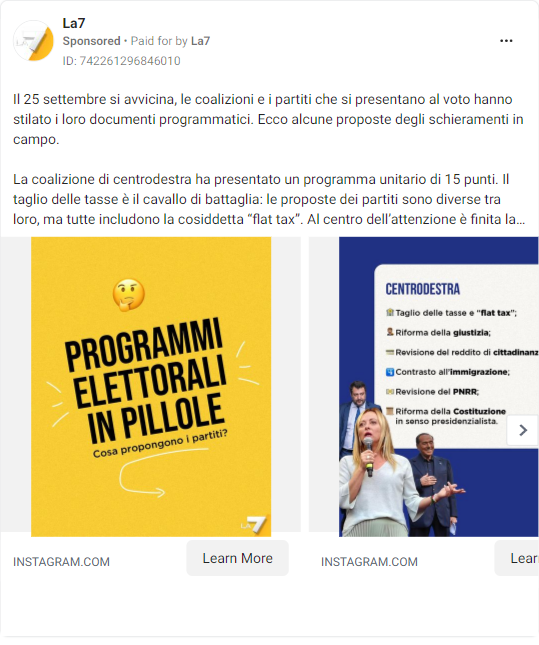 La7
Sponsored • Paid for by La7
ID: 742261296846010
Il 25 settembre si avvicina, le coalizioni e i partiti che si presentano al voto hanno
stilato i loro documenti programmatici. Ecco alcune proposte degli schieramenti in
campo.
La coalizione di centrodestra ha presentato un programma unitario di 15 punti. Il
taglio delle tasse è il cavallo di battaglia: le proposte dei partiti sono diverse tra
loro, ma tutte includono la cosiddetta “flat tax”. Al centro dell’attenzione è finita la...
PROGRAMMI
ELETTORALI
IN PILLOLE
Cosa propongono i partiti?
LA7
CENTRODESTRA
Taglio delle tasse e “flat tax”;
Riforma della giustizia;
Revisione del reddito di cittadinanz
Contrasto all’immigrazione;
Revisione del PNRR;
Riforma della Costituzione
in senso presidenzialista.
INSTAGRAM.COM
Learn More
INSTAGRAM.COM
Lear